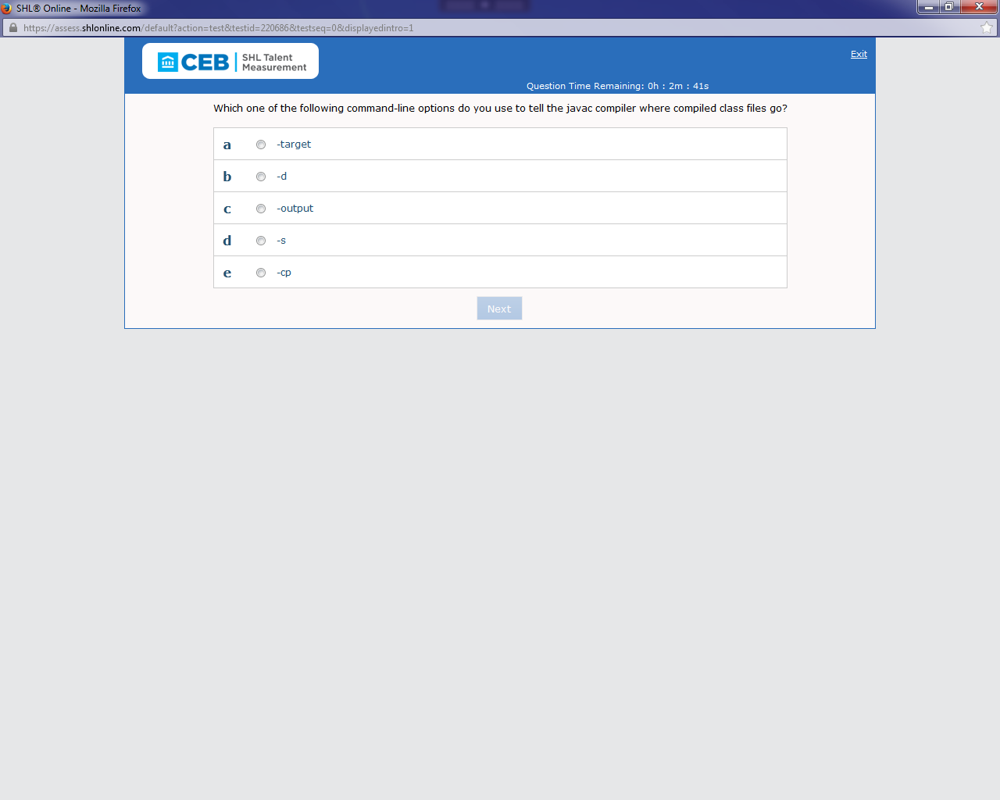 SHL® Online - Mozilla Firefox
https://assess.shlonline.com/default?action=test&testid=220686&testseq=0&displayedintro=1
CEB SHL Talent
Measurement
Exit
Question Time Remaining: 0h : 2m : 41s
Which one of the following command-line options do you use to tell the javac compiler where compiled class files go?
a -target
b -d
c -output
d -s
e -cp
Next